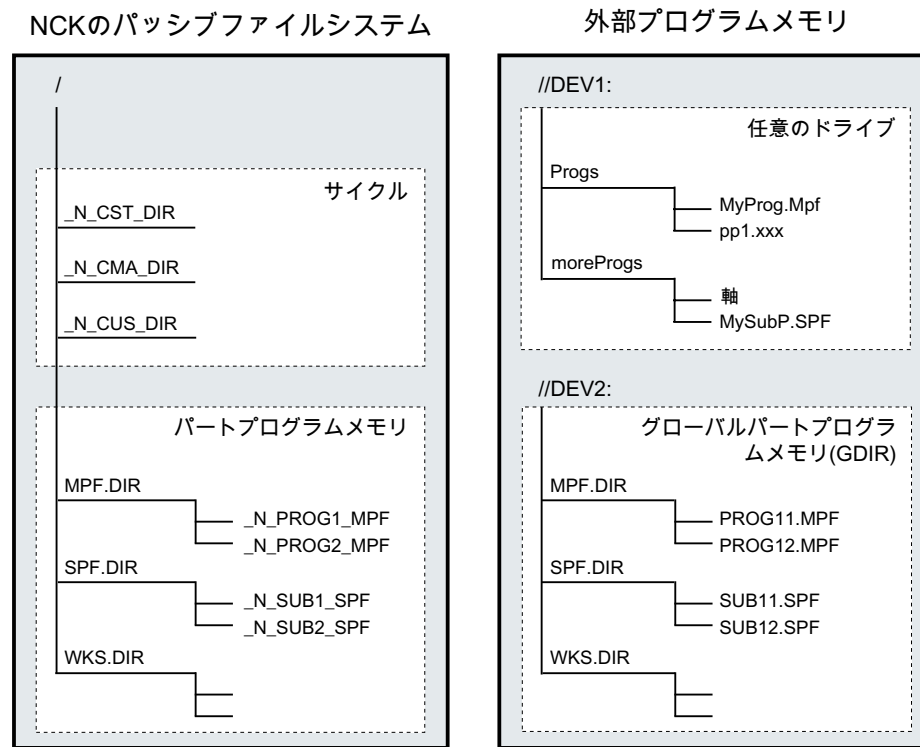 NCKのパッシブファイルシステム
/
サイクル
_N_CST_DIR
_N_CMA_DIR
_N_CUS_DIR
パートプログラムメモリ
MPF.DIR
_N_PROG1_MPF
_N_PROG2_MPF
SPF.DIR
_N_SUB1_SPF
_N_SUB2_SPF
WKS.DIR
外部プログラムメモリ
//DEV1:
任意のドライブ
Progs
MyProg.Mpf
pp1.xxx
moreProgs
軸
MySubP.SPF
//DEV2:
グローバルパートプログラ
ムメモリ(GDIR)
MPF.DIR
PROG11.MPF
PROG12.MPF
SPF.DIR
SUB11.SPF
SUB12.SPF
WKS.DIR